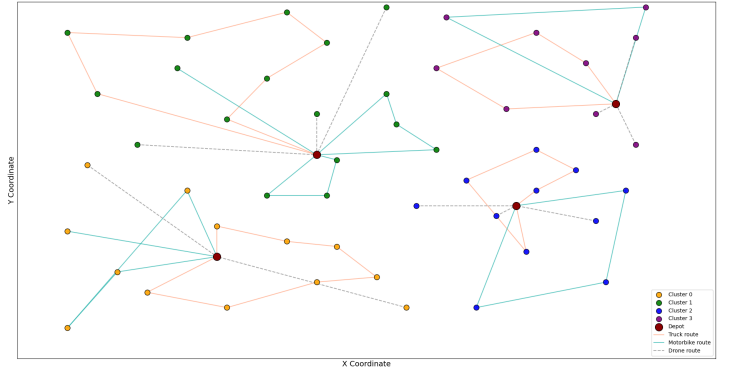 Y Coordinate
Cluster 0
Cluster 1
Cluster 2
Cluster 3
Depot
Truck route
Motorbike route
Drone route
X Coordinate